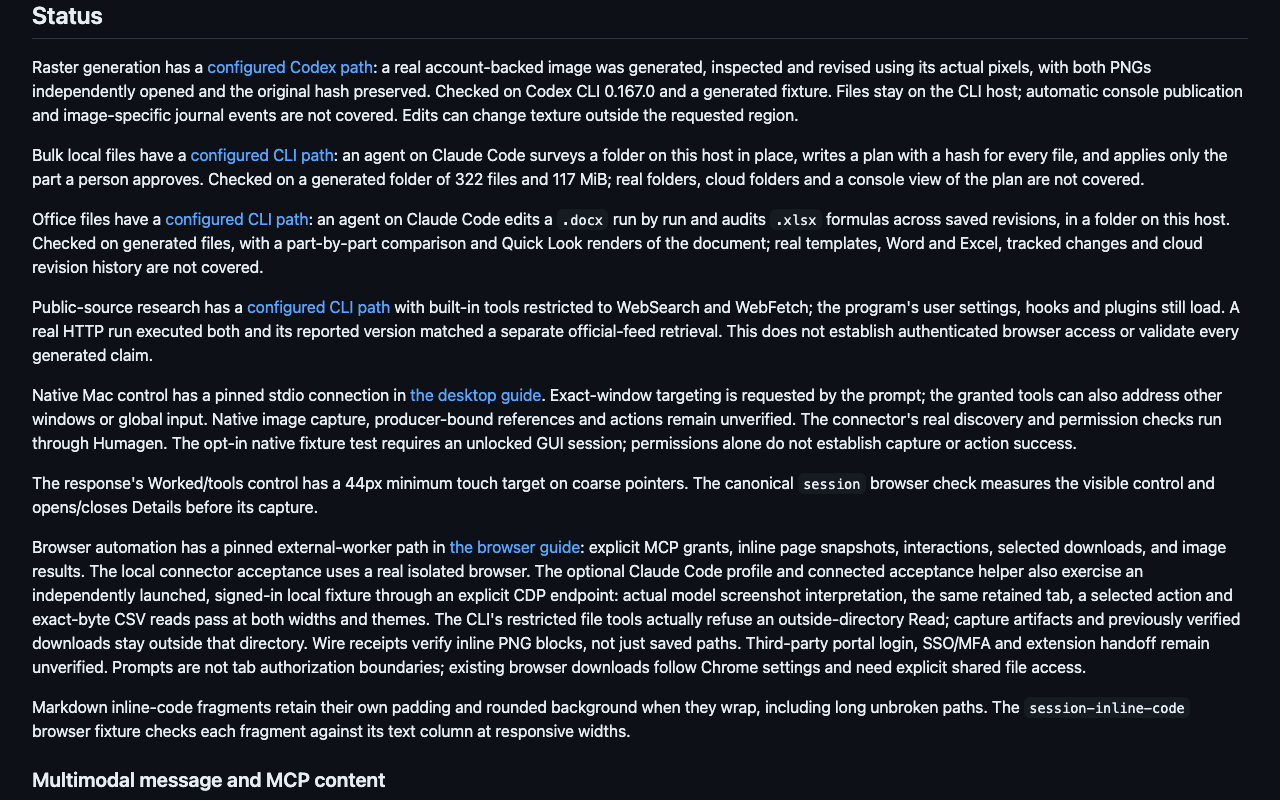 Status
Raster generation has a configured Codex path: a real account-backed image was generated, inspected and revised using its actual pixels, with both PNGs
independently opened and the original hash preserved. Checked on Codex CLI 0.167.0 and a generated fixture. Files stay on the CLI host; automatic console publication
and image-specific journal events are not covered. Edits can change texture outside the requested region.
Bulk local files have a configured CLI path: an agent on Claude Code surveys a folder on this host in place, writes a plan with a hash for every file, and applies only the
part a person approves. Checked on a generated folder of 322 files and 117 MiB; real folders, cloud folders and a console view of the plan are not covered.
Office files have a configured CLI path: an agent on Claude Code edits a .docx run by run and audits .xlsx formulas across saved revisions, in a folder on this host.
Checked on generated files, with a part-by-part comparison and Quick Look renders of the document; real templates, Word and Excel, tracked changes and cloud
revision history are not covered.
Public-source research has a configured CLI path with built-in tools restricted to WebSearch and WebFetch; the program's user settings, hooks and plugins still load. A
real HTTP run executed both and its reported version matched a separate official-feed retrieval. This does not establish authenticated browser access or validate every
generated claim.
Native Mac control has a pinned stdio connection in the desktop guide. Exact-window targeting is requested by the prompt; the granted tools can also address other
windows or global input. Native image capture, producer-bound references and actions remain unverified. The connector's real discovery and permission checks run
through Humagen. The opt-in native fixture test requires an unlocked GUI session; permissions alone do not establish capture or action success.
The response's Worked/tools control has a 44px minimum touch target on coarse pointers. The canonical session browser check measures the visible control and
opens/closes Details before its capture.
Browser automation has a pinned external-worker path in the browser guide: explicit MCP grants, inline page snapshots, interactions, selected downloads, and image
results. The local connector acceptance uses a real isolated browser. The optional Claude Code profile and connected acceptance helper also exercise an
independently launched, signed-in local fixture through an explicit CDP endpoint: actual model screenshot interpretation, the same retained tab, a selected action and
exact-byte CSV reads pass at both widths and themes. The CLI's restricted file tools actually refuse an outside-directory Read; capture artifacts and previously verified
downloads stay outside that directory. Wire receipts verify inline PNG blocks, not just saved paths. Third-party portal login, SSO/MFA and extension handoff remain
unverified. Prompts are not tab authorization boundaries; existing browser downloads follow Chrome settings and need explicit shared file access.
Markdown inline-code fragments retain their own padding and rounded background when they wrap, including long unbroken paths. The session-inline-code
browser fixture checks each fragment against its text column at responsive widths.
Multimodal message and MCP content